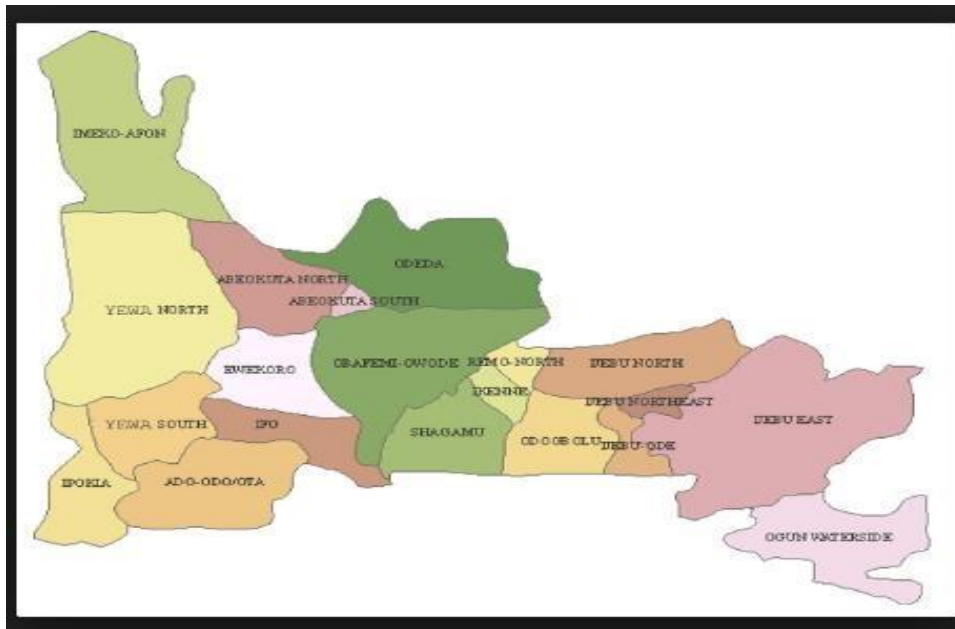 IMEKO-AFON
ODEDA
ABEOKUTA NORTH
ABEOKUTA SOUTH
YEWA NORTH
OBAFEMI-OWODE
REMO-NORTH
IJEBU NORTH
EWEKORO
IKENNE
IJEBU NORTHEAST
YEWA SOUTH
IFO
SHAGAMU
ODOGBOLU
IJEBU-ODE
IJEBU EAST
IPOKIA
ADO-ODO/OTA
OGUN WATERSIDE